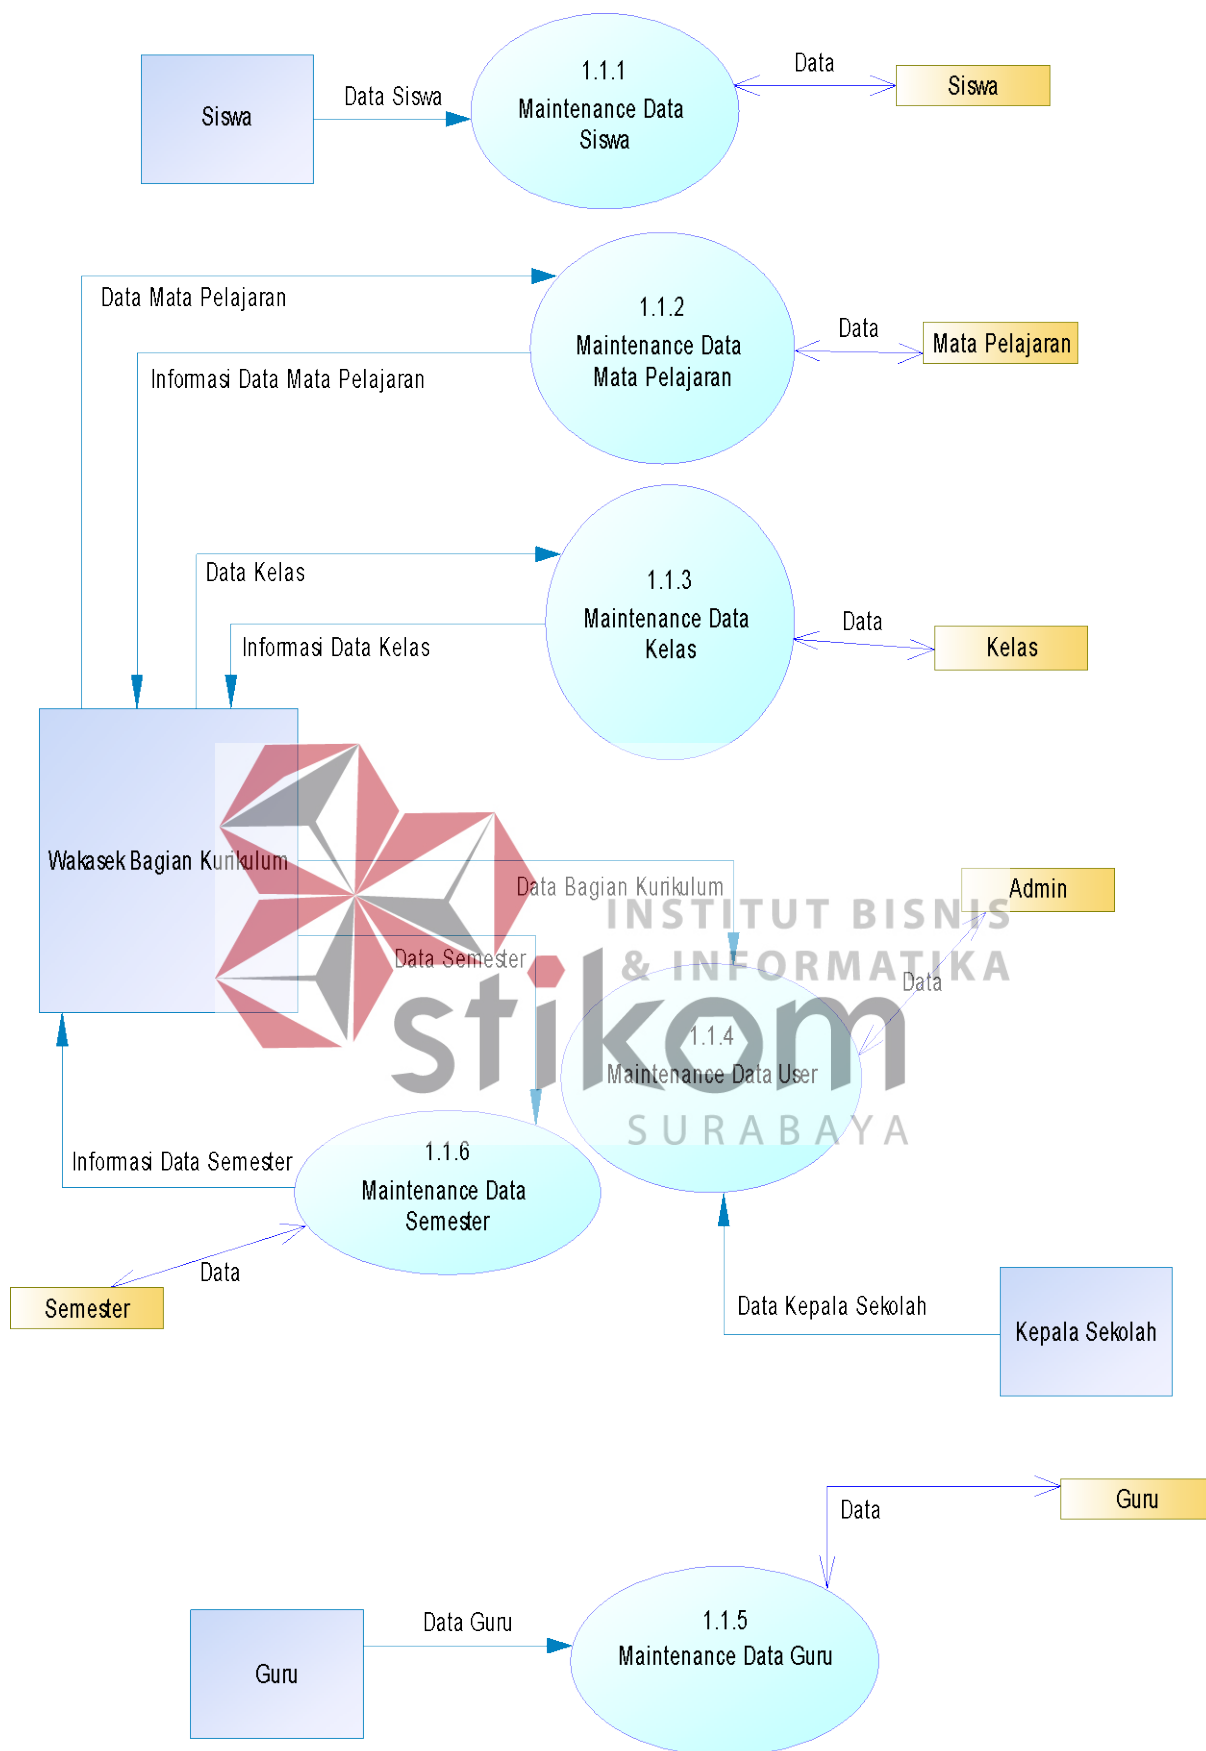 Siswa
Data Siswa
1.1.1
Maintenance Data
Siswa
Data
Siswa
Data Mata Pelajaran
Informasi Data Mata Pelajaran
1.1.2
Maintenance Data
Mata Pelajaran
Data
Mata Pelajaran
Data Kelas
Informasi Data Kelas
1.1.3
Maintenance Data
Kelas
Data
Kelas
Wakasek Bagian Kurikulum
Data Bagian Kurikulum
Data Semester
Admin
Data
INSTITUT BISNIS
& INFORMATIKA
stikom
SURABAYA
1.1.4
Maintenance Data User
Informasi Data Semester
1.1.6
Maintenance Data
Semester
Data
Semester
Data Kepala Sekolah
Kepala Sekolah
Data
Guru
Guru
Data Guru
1.1.5
Maintenance Data Guru